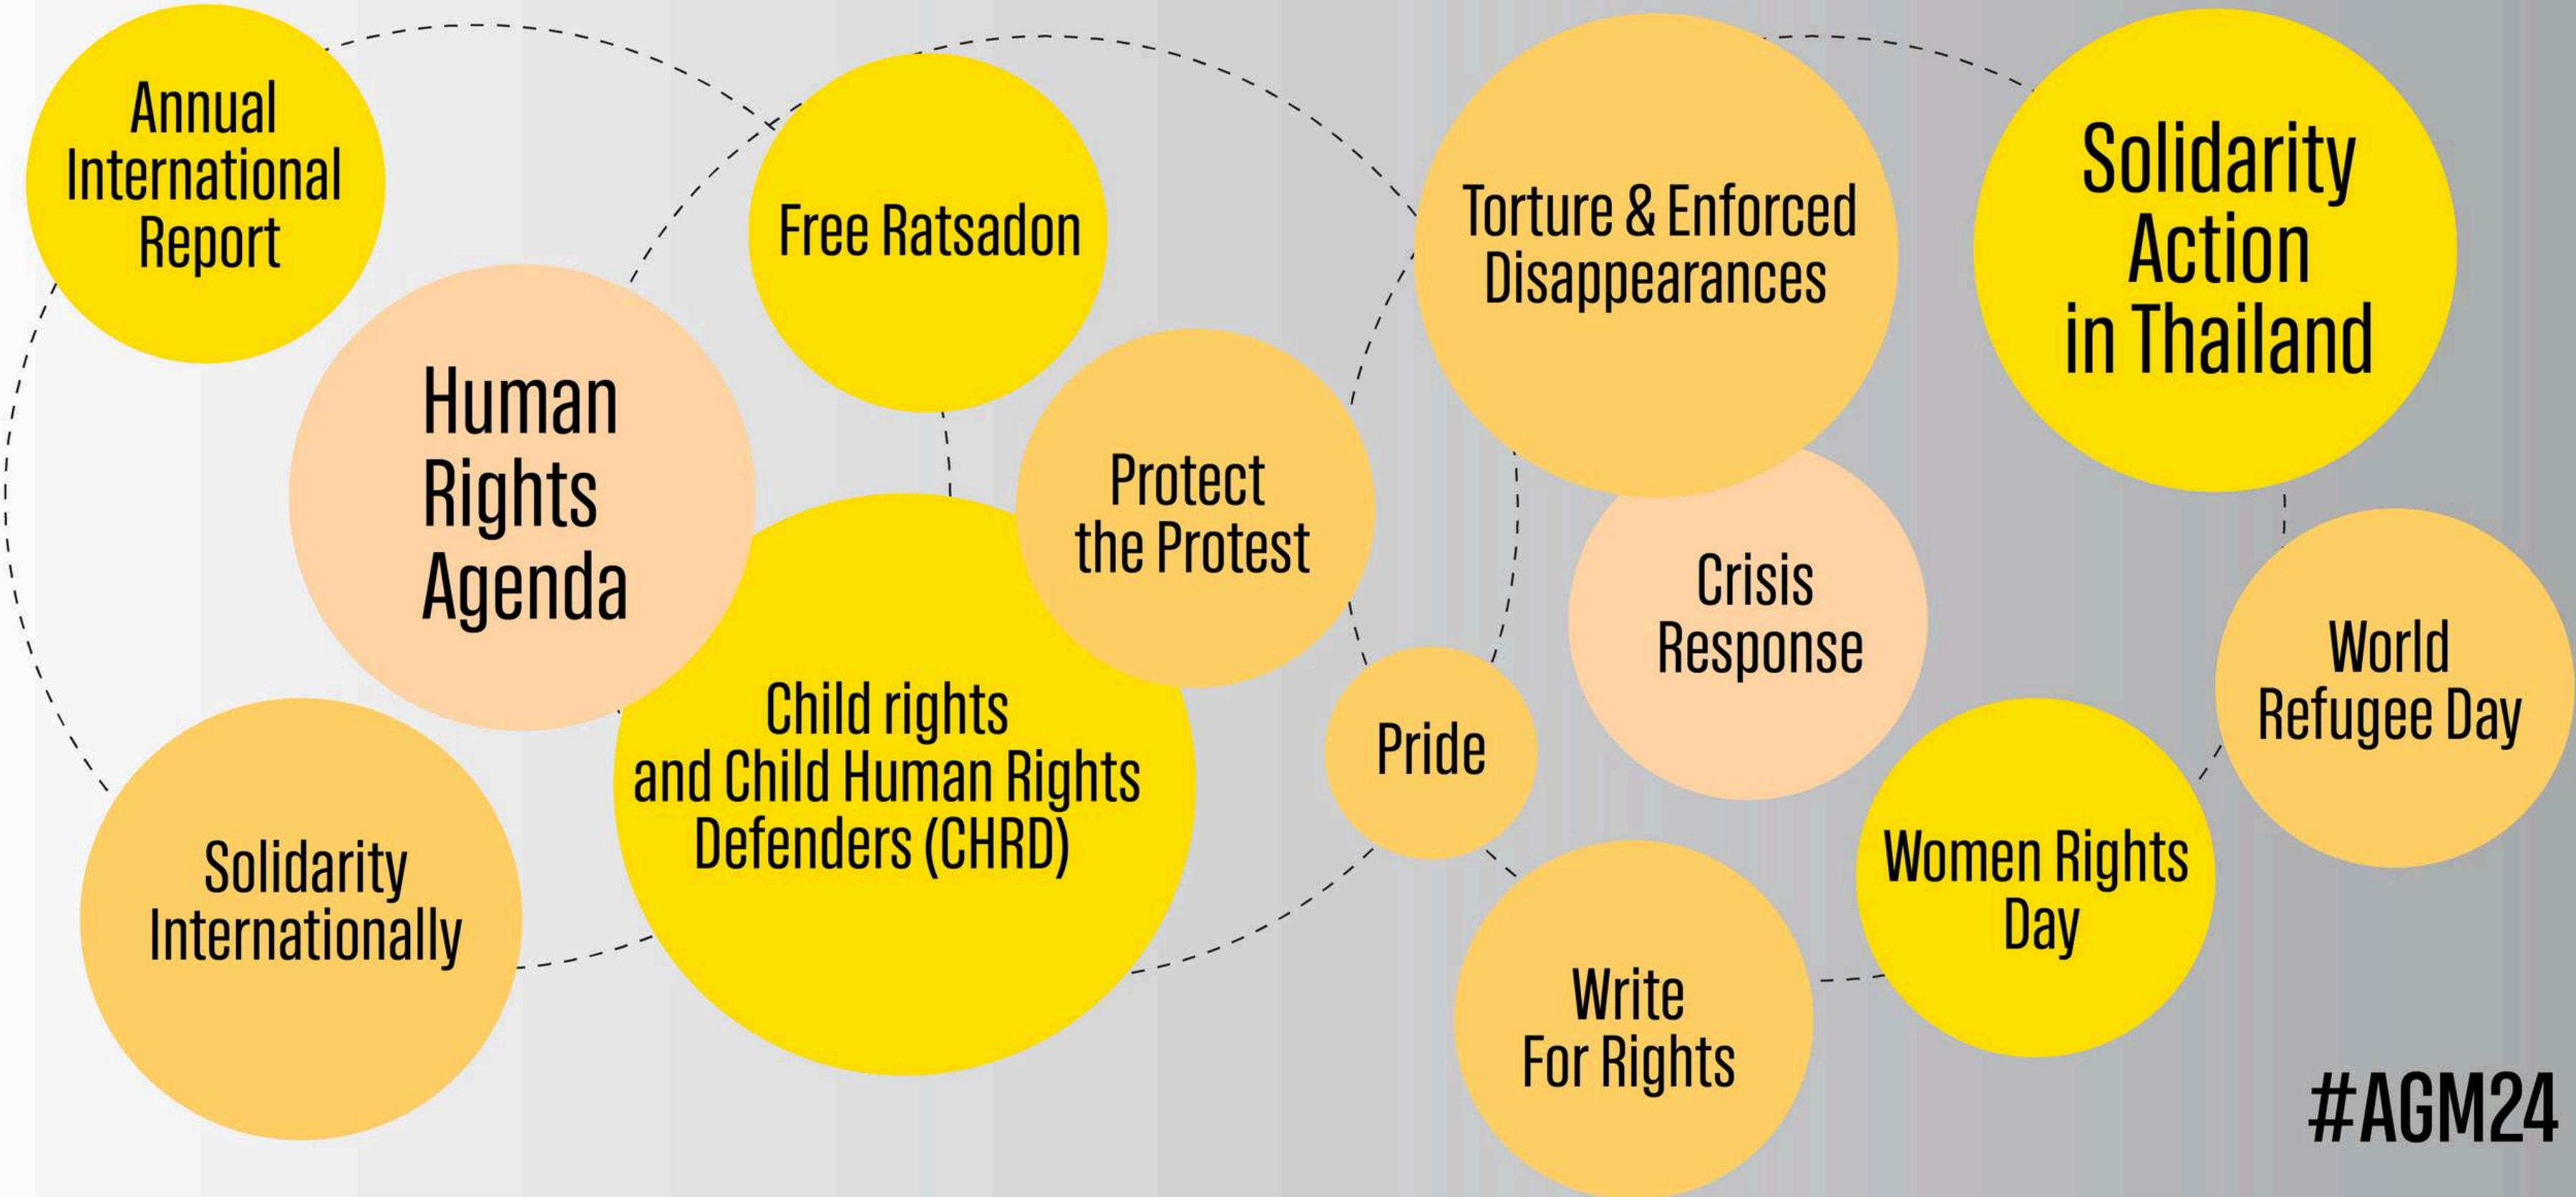 Annual
International
Report
Human
Rights
Agenda
Solidarity
Internationally
Free Ratsadon
Protect
the Protest
Child rights
and Child Human Rights
Defenders (CHRD)
Torture & Enforced
Disappearances
Pride
Crisis
Response
Write
For Rights
Solidarity
Action
in Thailand
World
Refugee Day
Women Rights
Day
#AGM24